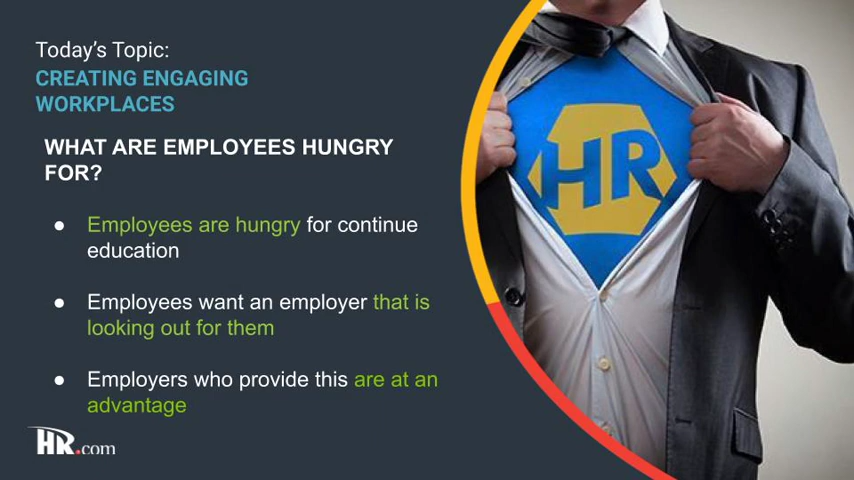 Today's Topic:
CREATING ENGAGING
WORKPLACES
WHAT ARE EMPLOYEES HUNGRY
FOR?
● Employees are hungry for continue
education
● Employees want an employer that is
looking out for them
● Employers who provide this are at an
advantage
HR.com
HR